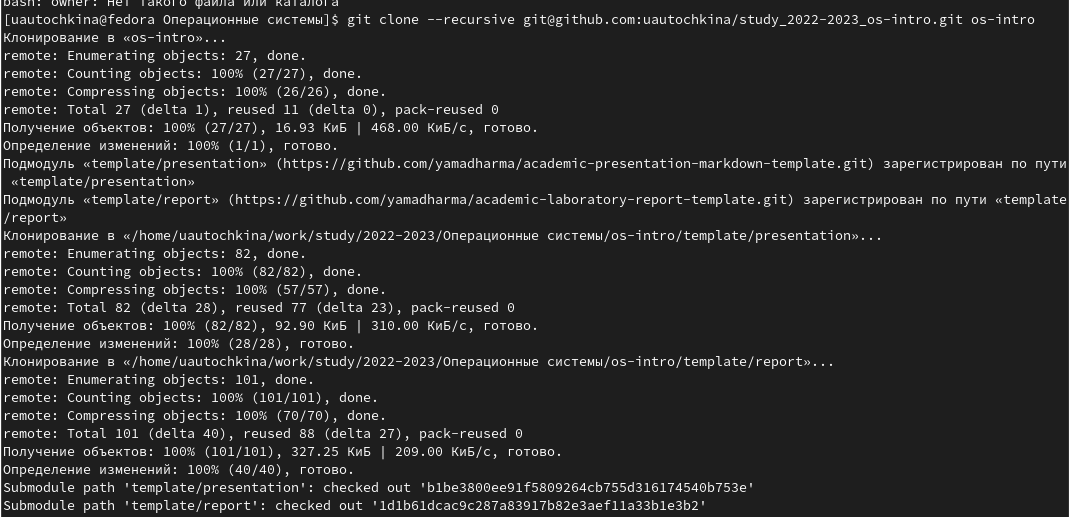 bash: owner: Нет такого файла или каталога
[uautochkina@fedora Операционные системы]$ git clone --recursive git@github.com:uautochkina/study_2022-2023_os-intro.git os-intro
Клонирование в «os-intro»...
remote: Enumerating objects: 27, done.
remote: Counting objects: 100% (27/27), done.
remote: Compressing objects: 100% (26/26), done.
remote: Total 27 (delta 1), reused 11 (delta 0), pack-reused 0
Получение объектов: 100% (27/27), 16.93 КиБ | 468.00 КиБ/с, готово.
Определение изменений: 100% (1/1), готово.
Подмодуль «template/presentation» (https://github.com/yamadharma/academic-presentation-markdown-template.git) зарегистрирован по пути
«template/presentation»
Подмодуль «template/report» (https://github.com/yamadharma/academic-laboratory-report-template.git) зарегистрирован по пути «template
/report»
Клонирование в «/home/uautochkina/work/study/2022-2023/Операционные системы/os-intro/template/presentation»...
remote: Enumerating objects: 82, done.
remote: Counting objects: 100% (82/82), done.
remote: Compressing objects: 100% (57/57), done.
remote: Total 82 (delta 28), reused 77 (delta 23), pack-reused 0
Получение объектов: 100% (82/82), 92.90 КиБ | 310.00 КиБ/с, готово.
Определение изменений: 100% (28/28), готово.
Клонирование в «/home/uautochkina/work/study/2022-2023/Операционные системы/os-intro/template/report»...
remote: Enumerating objects: 101, done.
remote: Counting objects: 100% (101/101), done.
remote: Compressing objects: 100% (70/70), done.
remote: Total 101 (delta 40), reused 88 (delta 27), pack-reused 0
Получение объектов: 100% (101/101), 327.25 КиБ | 209.00 КиБ/с, готово.
Определение изменений: 100% (40/40), готово.
Submodule path 'template/presentation': checked out 'b1be3800ee91f5809264cb755d316174540b753e'
Submodule path 'template/report': checked out '1d1b61dcac9c287a83917b82e3aef11a33b1e3b2'